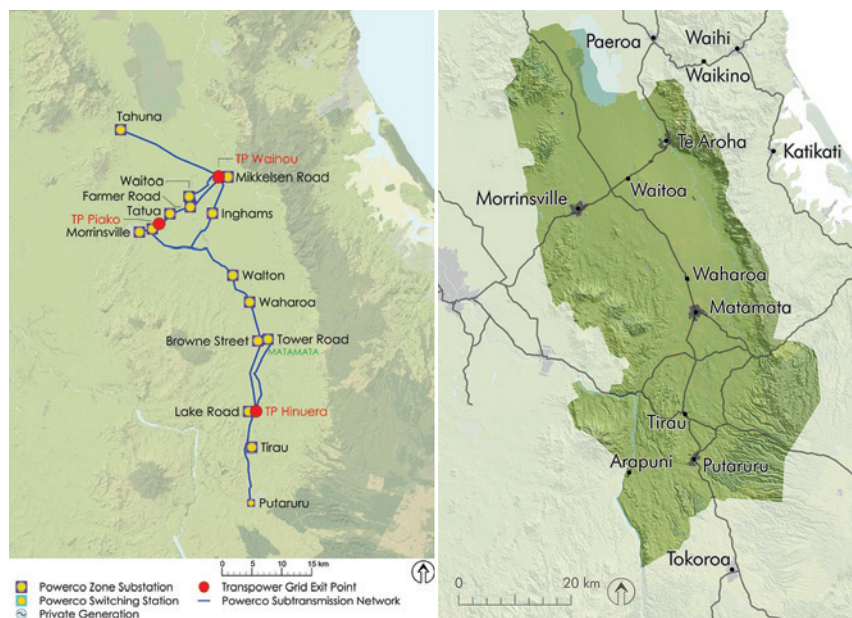 Tahuna
TP Waihou
Waitoa
Mikkelsen Road
Farmer Road
Tatua
Inghams
TP Piako
Morrinsville
Walton
Waharoa
Browne Street
Tower Road
MATAMATA
Lake Road
TP Hinuera
Tirau
Putaruru
0 5 10 15 km
Powerco Zone Substation
Transpower Grid Exit Point
Powerco Switching Station
Powerco Subtransmission Network
Private Generation
Paeroa
Waihi
Waikino
Te Aroha
Katikati
Waitoa
Morrinsville
Waharoa
Matamata
Tirau
Arapuni
Putaruru
Tokoroa
0 20 km